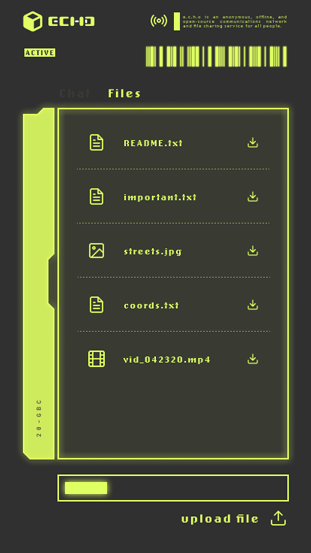 ECHO
e.c.h.o is an anonymous, offline, and
open-source communications network
and file sharing service for all people.
ACTIVE
Chat Files
README.txt
important.txt
streets.jpg
coords.txt
vid_042320.mp4
20-GBC
upload file